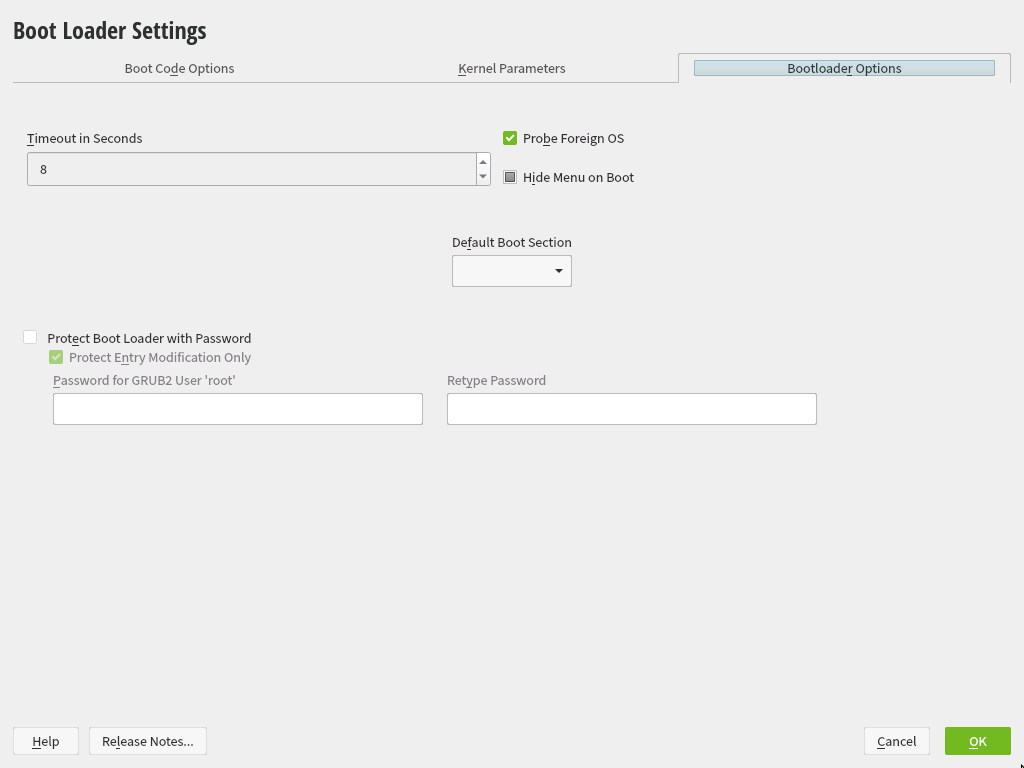 Boot Loader Settings
Boot Code Options
Kernel Parameters
Bootloader Options
Timeout in Seconds
8
Probe Foreign OS
Hide Menu on Boot
Default Boot Section
Protect Boot Loader with Password
Protect Entry Modification Only
Password for GRUB2 User 'root'
Retype Password
Help
Release Notes...
Cancel
OK